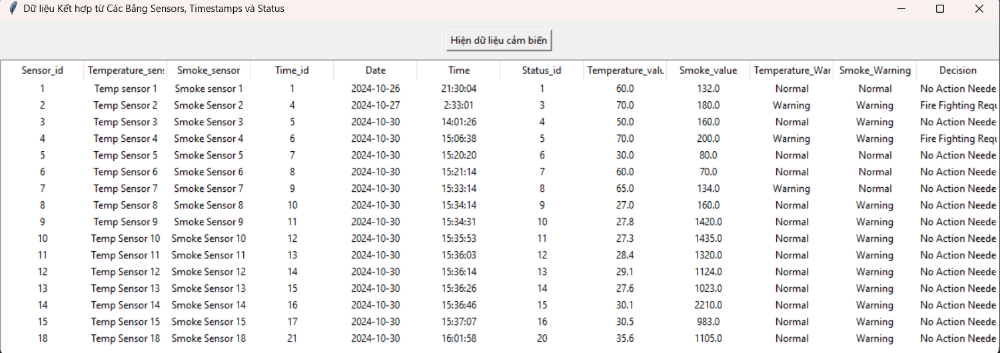 Dữ liệu Kết hợp từ Các Bảng Sensors, Timestamps và Status
Hiện dữ liệu cảm biến
Sensor_id Temperature_sens Smoke_sensor Time_id Date Time Status_id Temperature_valu Smoke_value Temperature_War Smoke_Warning Decision
1 Temp sensor 1 Smoke sensor 1 1 2024-10-26 21:30:04 1 60.0 132.0 Normal Normal No Action Neede
2 Temp Sensor 2 Smoke Sensor 2 4 2024-10-27 2:33:01 3 70.0 180.0 Warning Warning Fire Fighting Requ
3 Temp Sensor 3 Smoke Sensor 3 5 2024-10-30 14:01:26 4 50.0 160.0 Normal Warning No Action Neede
4 Temp Sensor 4 Smoke Sensor 4 6 2024-10-30 15:06:38 5 70.0 200.0 Warning Warning Fire Fighting Requ
5 Temp Sensor 5 Smoke Sensor 5 7 2024-10-30 15:20:20 6 30.0 80.0 Normal Normal No Action Neede
6 Temp Sensor 6 Smoke Sensor 6 8 2024-10-30 15:21:14 7 60.0 70.0 Normal Normal No Action Neede
7 Temp Sensor 7 Smoke Sensor 7 9 2024-10-30 15:33:14 8 65.0 134.0 Warning Normal No Action Neede
8 Temp Sensor 8 Smoke Sensor 8 10 2024-10-30 15:34:14 9 27.0 160.0 Normal Warning No Action Neede
9 Temp Sensor 9 Smoke Sensor 9 11 2024-10-30 15:34:31 10 27.8 1420.0 Normal Warning No Action Neede
10 Temp Sensor 10 Smoke Sensor 10 12 2024-10-30 15:35:53 11 27.3 1435.0 Normal Warning No Action Neede
11 Temp Sensor 11 Smoke Sensor 11 13 2024-10-30 15:36:03 12 28.4 1320.0 Normal Warning No Action Neede
12 Temp Sensor 12 Smoke Sensor 12 14 2024-10-30 15:36:14 13 29.1 1124.0 Normal Warning No Action Neede
13 Temp Sensor 13 Smoke Sensor 13 15 2024-10-30 15:36:26 14 27.6 1023.0 Normal Warning No Action Neede
14 Temp Sensor 14 Smoke Sensor 14 16 2024-10-30 15:36:46 15 30.1 2210.0 Normal Warning No Action Neede
15 Temp Sensor 15 Smoke Sensor 15 17 2024-10-30 15:37:07 16 30.5 983.0 Normal Warning No Action Neede
18 Temp Sensor 18 Smoke Sensor 18 21 2024-10-30 16:01:58 20 35.6 1105.0 Normal Warning No Action Neede